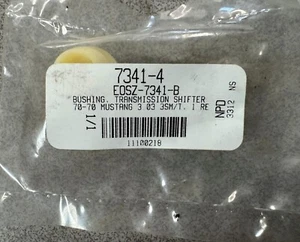 7341-4
EOSZ-7341-B
BUSHING, TRANSMISSION SHIFTER
70-70 MUSTANG 3 03 3SM/T. 1 RE
1/1
11100218
NPD
3312 NS